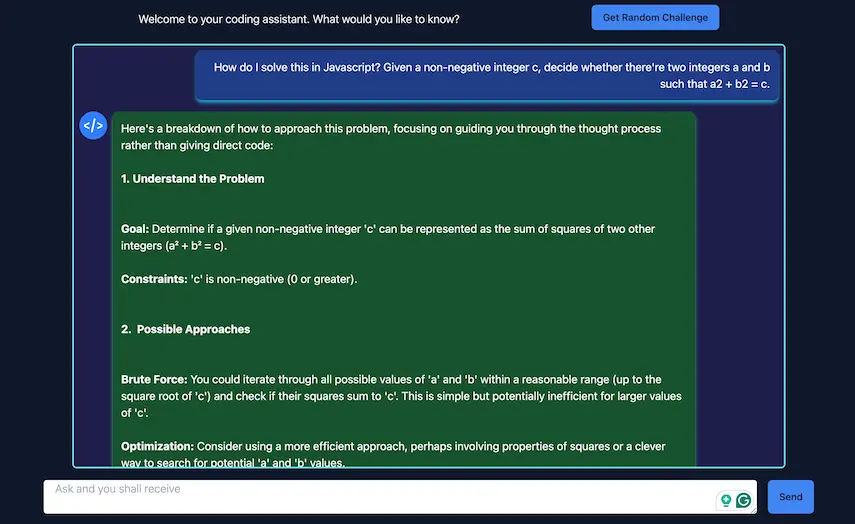 Welcome to your coding assistant. What would you like to know?
Get Random Challenge
How do I solve this in Javascript? Given a non-negative integer c, decide whether there're two integers a and b
such that a2 + b2 = c.
</>
Here's a breakdown of how to approach this problem, focusing on guiding you through the thought process
rather than giving direct code:
1. Understand the Problem
Goal: Determine if a given non-negative integer 'c' can be represented as the sum of squares of two other
integers (a² + b² = c).
Constraints: 'c' is non-negative (0 or greater).
2. Possible Approaches
Brute Force: You could iterate through all possible values of 'a' and 'b' within a reasonable range (up to the
square root of 'c') and check if their squares sum to 'c'. This is simple but potentially inefficient for larger values
of 'c'.
Optimization: Consider using a more efficient approach, perhaps involving properties of squares or a clever
way to search for potential 'a' and 'b' values.
Ask and you shall receive
Send